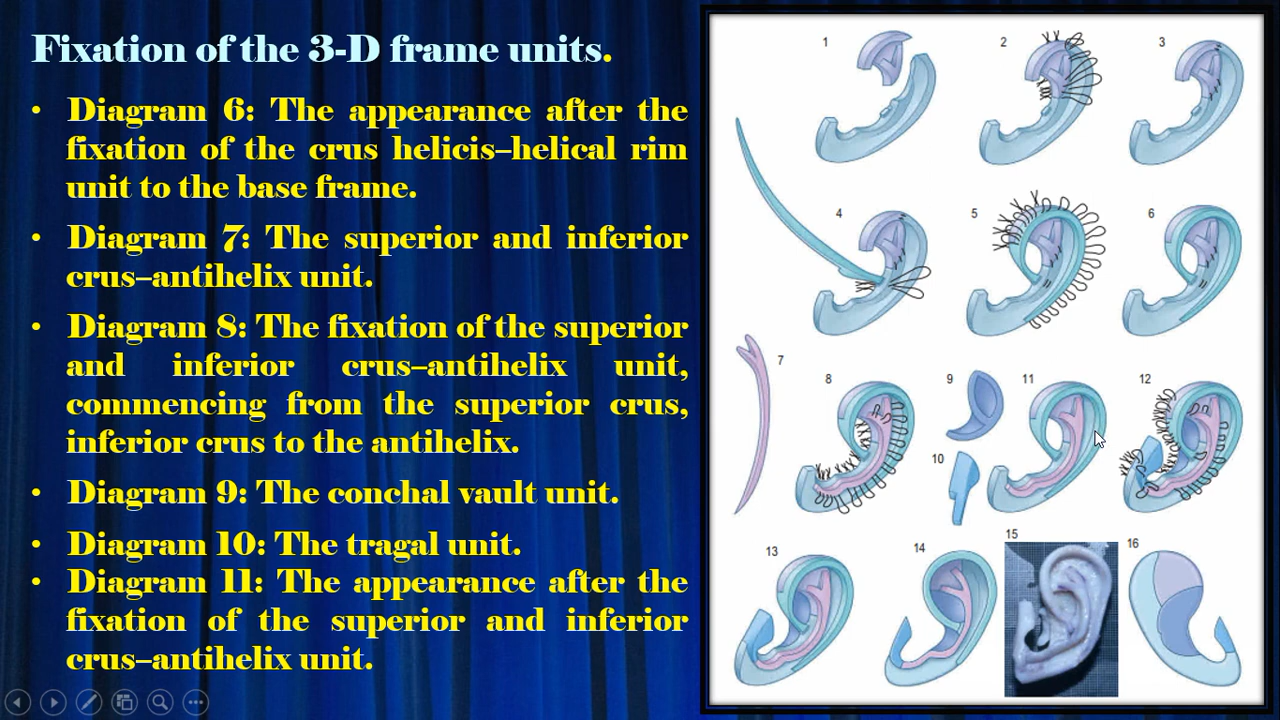 Fixation of the 3-D frame units.
• Diagram 6: The appearance after the
fixation of the crus helicis–helical rim
unit to the base frame.
• Diagram 7: The superior and inferior
crus–antihelix unit.
• Diagram 8: The fixation of the superior
and inferior crus–antihelix unit,
commencing from the superior crus,
inferior crus to the antihelix.
• Diagram 9: The conchal vault unit.
• Diagram 10: The tragal unit.
• Diagram 11: The appearance after the
fixation of the superior and inferior
crus–antihelix unit.
1 2 3
4 5 6
7 8 9 11 12
10
13 14 15 16